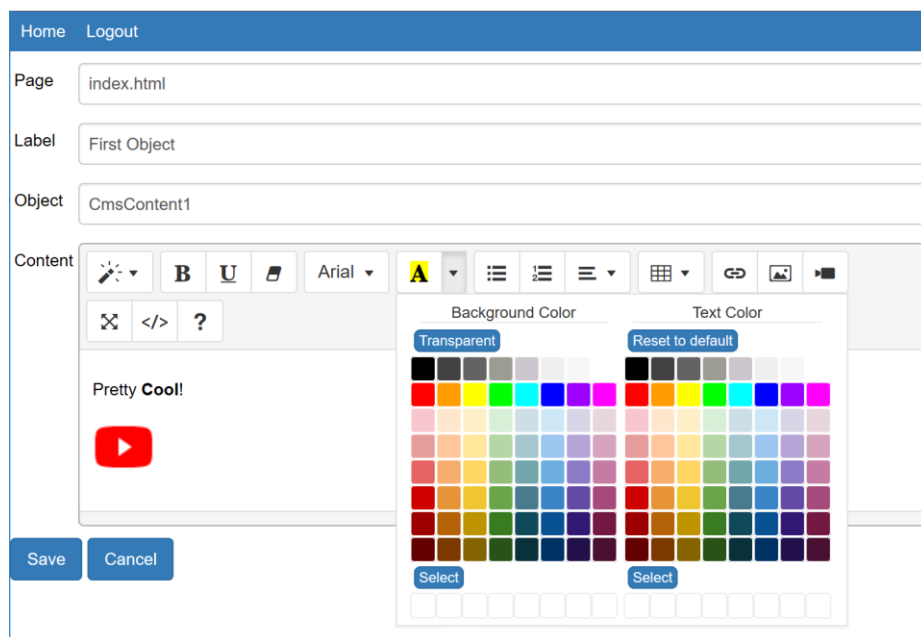 Home Logout
Page index.html
Label First Object
Object CmsContent1
Content B U Arial A
</> ?
Background Color Text Color
Transparent Reset to default
Pretty Cool!
Select Select
Save Cancel